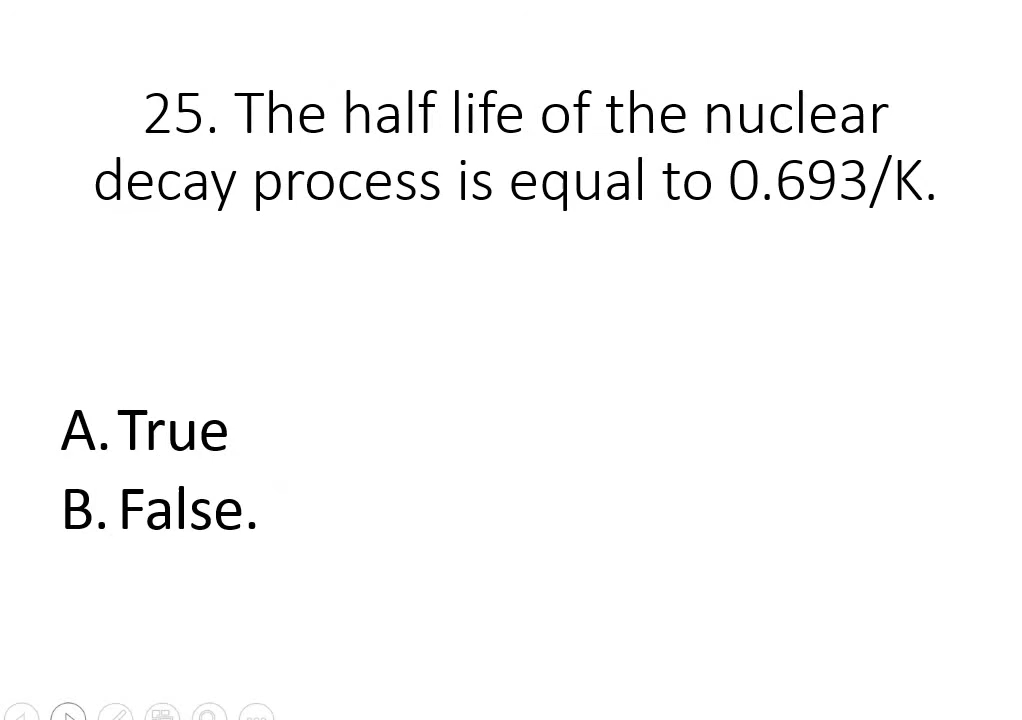 25. The half life of the nuclear
decay process is equal to 0.693/K.
A. True
B. False.